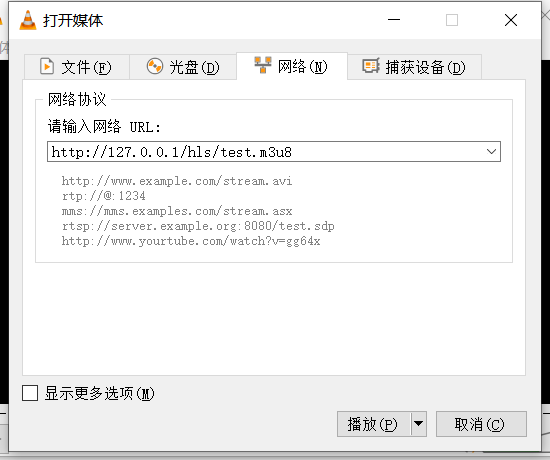 打开媒体
文件(F)
光盘(D)
网络(N)
捕获设备(D)
网络协议
请输入网络 URL:
http://127.0.0.1/hls/test.m3u8
http://www.example.com/stream.avi
rtp://@:1234
mms://mms.examples.com/stream.asx
rtsp://server.example.org:8080/test.sdp
http://www.yourtube.com/watch?v=gg64x
显示更多选项(M)
播放(P)
取消(C)